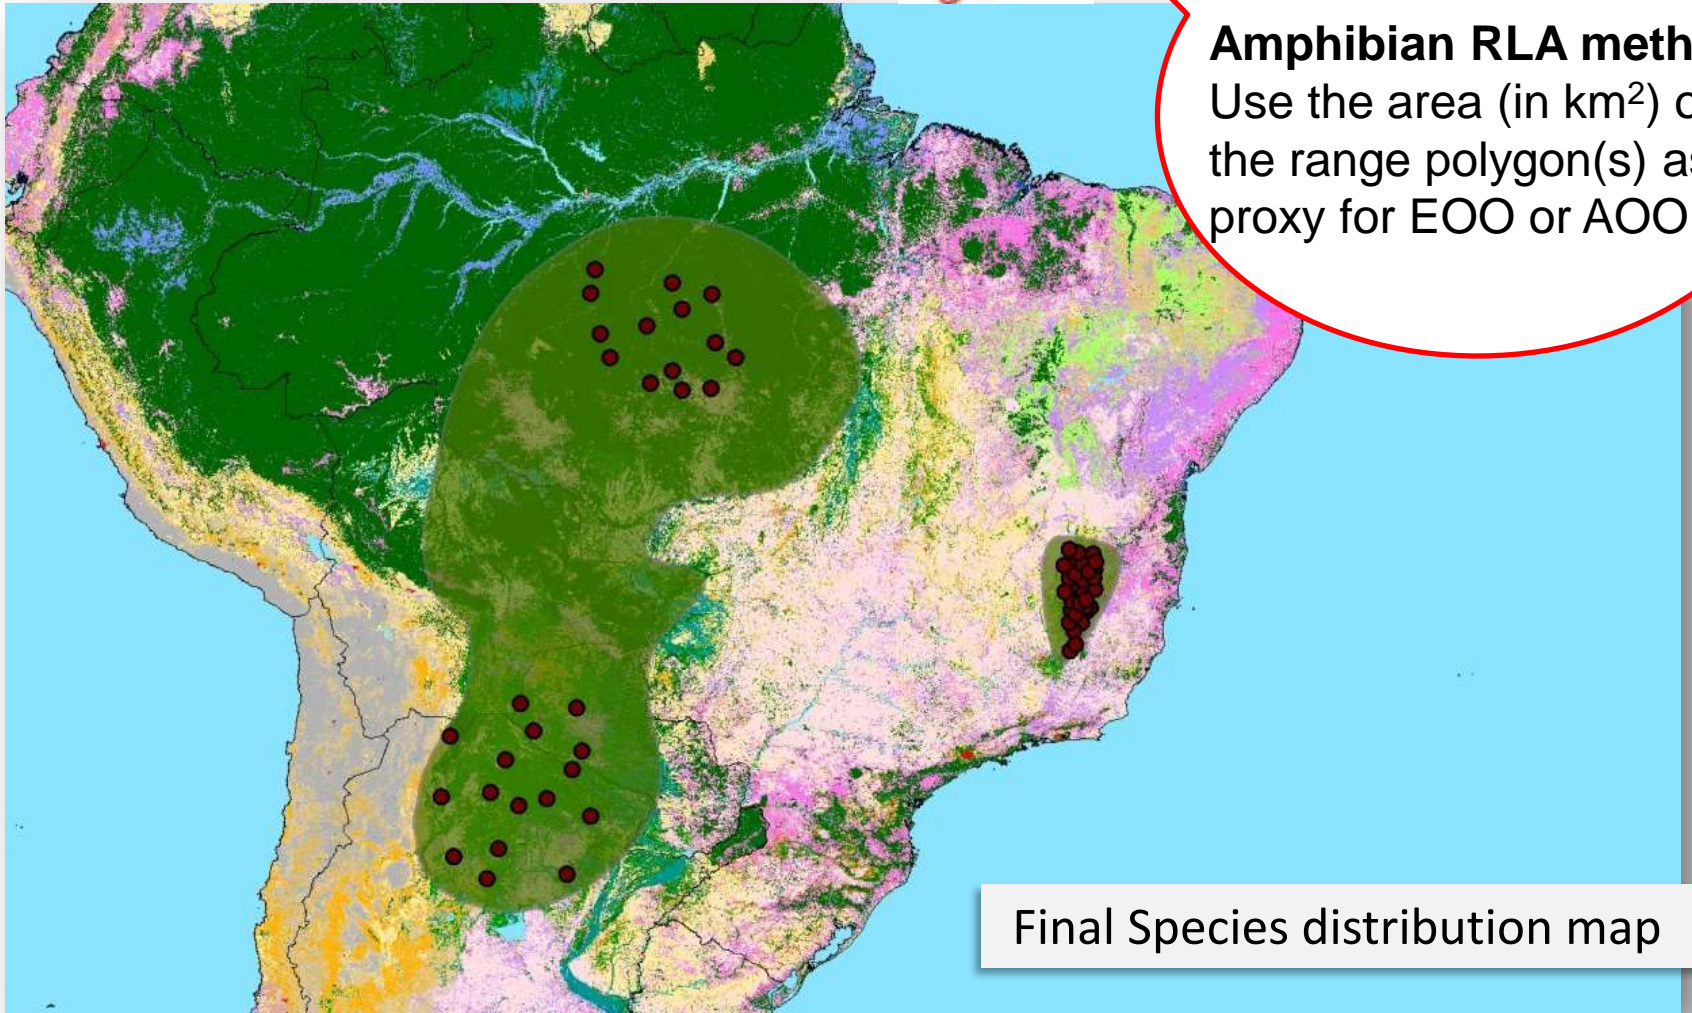 Amphibian RLA meth
Use the area (in km²) o
the range polygon(s) as
proxy for EOO or AOO
Final Species distribution map